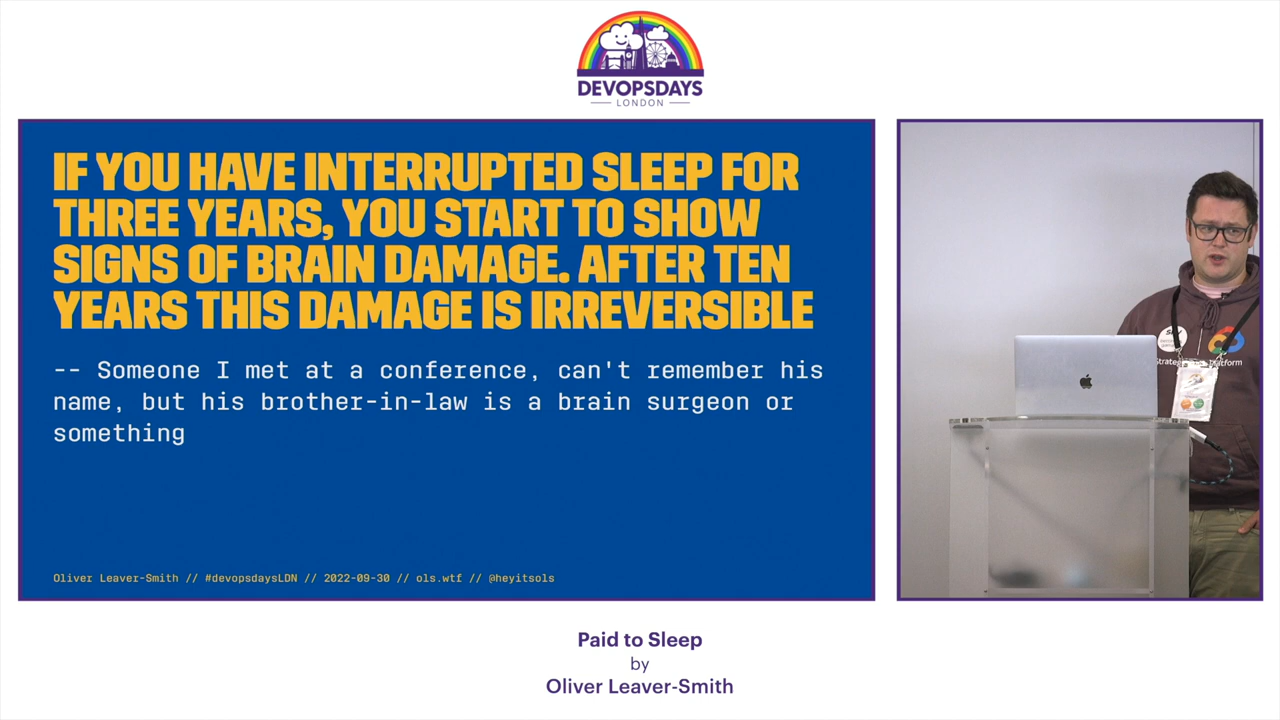 DEVOPSDAYS
LONDON
IF YOU HAVE INTERRUPTED SLEEP FOR
THREE YEARS, YOU START TO SHOW
SIGNS OF BRAIN DAMAGE. AFTER TEN
YEARS THIS DAMAGE IS IRREVERSIBLE
-- Someone I met at a conference, can't remember his
name, but his brother-in-law is a brain surgeon or
something
Oliver Leaver-Smith // #devopsdaysLDN // 2022-09-30 // ols.wtf // @heyitsols
Paid to Sleep
by
Oliver Leaver-Smith